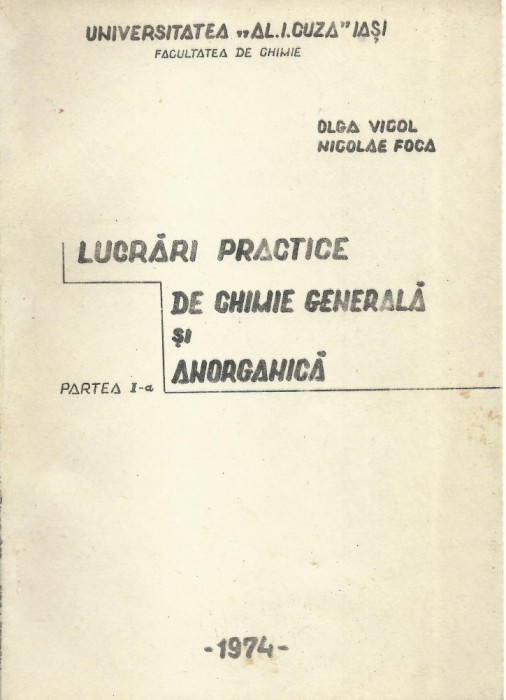 UNIVERSITATEA „AL.I.CUZA” IAȘI
FACULTATEA DE CHIMIE
OLGA VICOL
NICOLAE FOCA
LUCRĂRI PRACTICE
DE CHIMIE GENERALĂ
ȘI
ANORGANICĂ
PARTEA I-a
-1974-